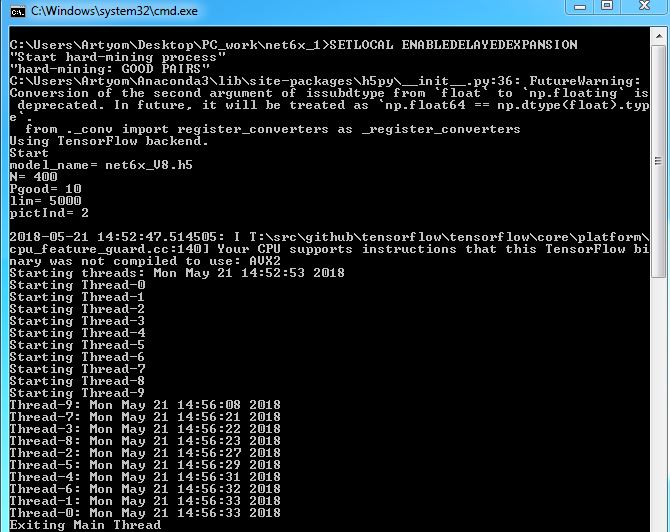 C:\Windows\system32\cmd.exe
C:\Users\Artyom\Desktop\PC_work\net6x_1>SETLOCAL ENABLEDELAYEDEXPANSION
"Start hard-mining process"
"hard-mining: GOOD PAIRS"
C:\Users\Artyom\Anaconda3\lib\site-packages\h5py\__init__.py:36: FutureWarning:
Conversion of the second argument of issubdtype from `float` to `np.floating` is
 deprecated. In future, it will be treated as `np.float64 == np.dtype(float).typ
e`.
  from ._conv import register_converters as _register_converters
Using TensorFlow backend.
Start
model_name= net6x_V8.h5
N= 400
Pgood= 10
lim= 5000
pictInd= 2
2018-05-21 14:52:47.514505: I T:\src\github\tensorflow\tensorflow\core\platform\
cpu_feature_guard.cc:140] Your CPU supports instructions that this TensorFlow bi
nary was not compiled to use: AVX2
Starting threads: Mon May 21 14:52:53 2018
Starting Thread-0
Starting Thread-1
Starting Thread-2
Starting Thread-3
Starting Thread-4
Starting Thread-5
Starting Thread-6
Starting Thread-7
Starting Thread-8
Starting Thread-9
Thread-9: Mon May 21 14:56:08 2018
Thread-7: Mon May 21 14:56:21 2018
Thread-3: Mon May 21 14:56:22 2018
Thread-8: Mon May 21 14:56:23 2018
Thread-2: Mon May 21 14:56:27 2018
Thread-5: Mon May 21 14:56:29 2018
Thread-4: Mon May 21 14:56:31 2018
Thread-6: Mon May 21 14:56:32 2018
Thread-1: Mon May 21 14:56:33 2018
Thread-0: Mon May 21 14:56:33 2018
Exiting Main Thread